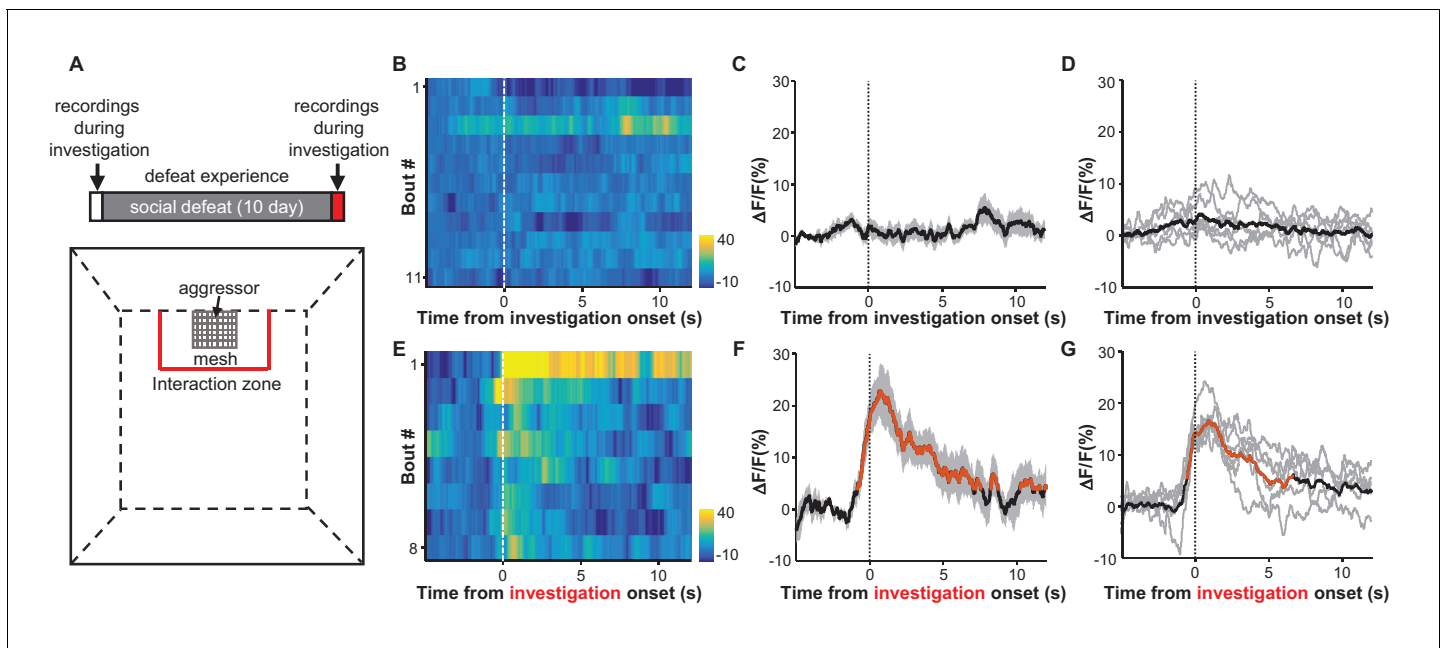 A
recordings
during
investigation
recordings
during
investigation
defeat experience
social defeat (10 day)
aggressor
mesh
Interaction zone
B
1
Bout #
11
40
-10
0
5
10
Time from investigation onset (s)
C
30
20
10
0
-10
ΔF/F(%)
0
5
10
Time from investigation onset (s)
D
30
20
10
0
-10
ΔF/F(%)
0
5
10
Time from investigation onset (s)
E
1
Bout #
8
40
-10
0
5
10
Time from investigation onset (s)
F
30
20
10
0
-10
ΔF/F(%)
0
5
10
Time from investigation onset (s)
G
30
20
10
0
-10
ΔF/F(%)
0
5
10
Time from investigation onset (s)